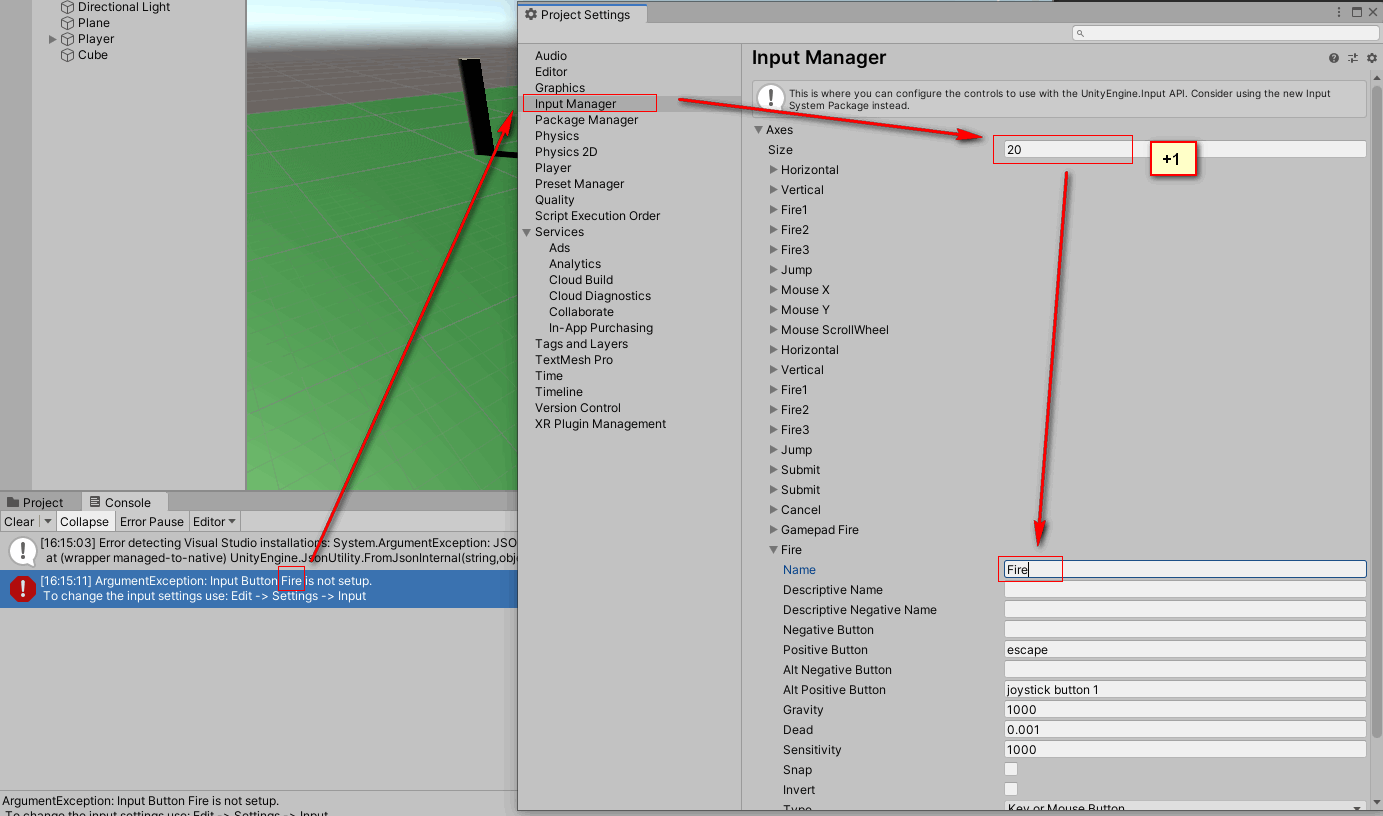 Directional Light
Plane
Player
Cube
Project Settings
Audio
Editor
Graphics
Input Manager
Package Manager
Physics
Physics 2D
Player
Preset Manager
Quality
Script Execution Order
Services
Ads
Analytics
Cloud Build
Cloud Diagnostics
Collaborate
In-App Purchasing
Tags and Layers
TextMesh Pro
Time
Timeline
Version Control
XR Plugin Management
Input Manager
This is where you can configure the controls to use with the UnityEngine.Input API. Consider using the new Input
System Package instead.
Axes
Size 20
+1
Horizontal
Vertical
Fire1
Fire2
Fire3
Jump
Mouse X
Mouse Y
Mouse ScrollWheel
Horizontal
Vertical
Fire1
Fire2
Fire3
Jump
Submit
Submit
Cancel
Gamepad Fire
Fire
Name Fire
Descriptive Name
Descriptive Negative Name
Negative Button
Positive Button escape
Alt Negative Button
Alt Positive Button joystick button 1
Gravity 1000
Dead 0.001
Sensitivity 1000
Snap
Invert
Type Key or Mouse Button
Project Console
Clear Collapse Error Pause Editor
[16:15:03] Error detecting Visual Studio installations: System.ArgumentException: JSO
at (wrapper managed-to-native) UnityEngine.JsonUtility.FromJsonInternal(string,obje
[16:15:11] ArgumentException: Input Button Fire is not setup.
To change the input settings use: Edit -> Settings -> Input
ArgumentException: Input Button Fire is not setup.
To change the input settings use: Edit -> Settings -> Input